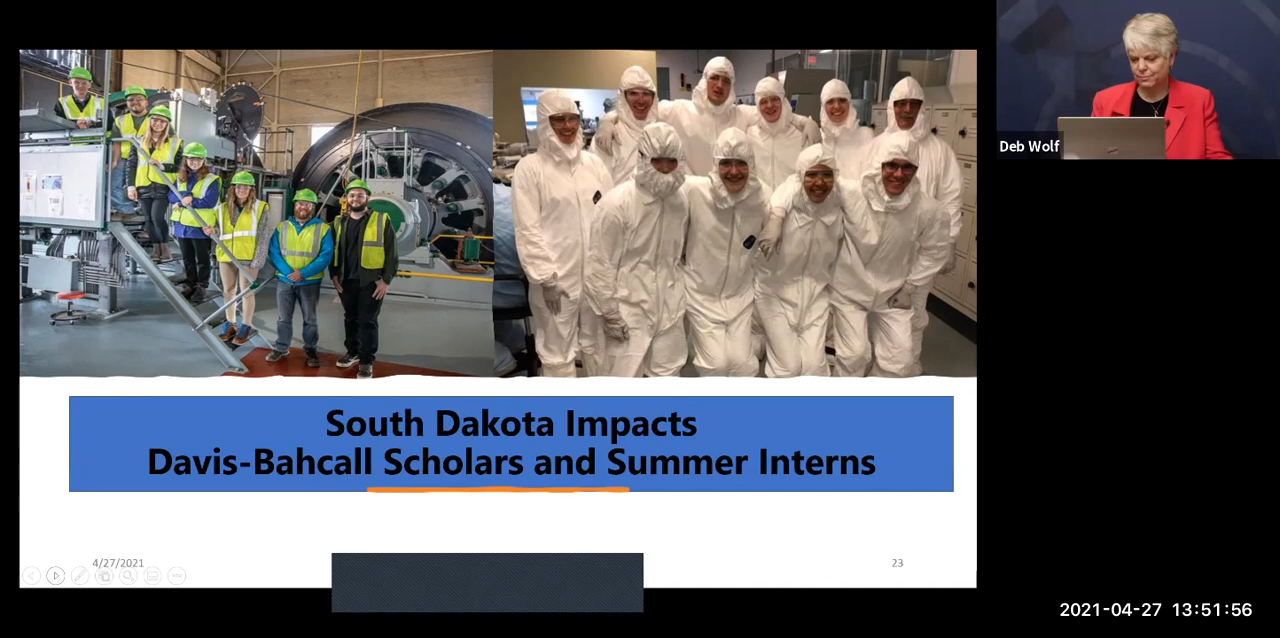 Deb Wolf
South Dakota Impacts
Davis-Bahcall Scholars and Summer Interns
4/27/2021
23
2021-04-27 13:51:56